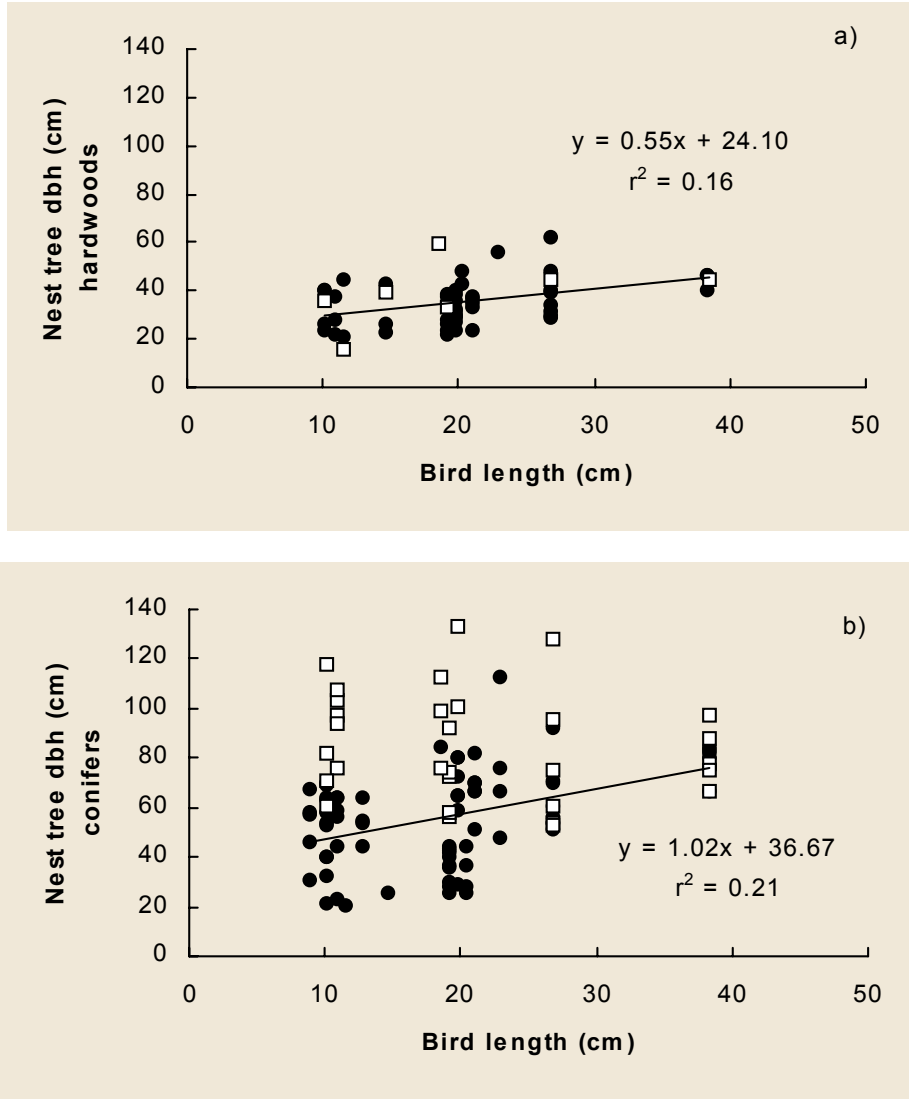 a)
140
120
100
80
60
40
20
0
Nest tree dbh (cm)
hardwoods
y = 0.55x + 24.10
r² = 0.16
0 10 20 30 40 50
Bird length (cm)
b)
140
120
100
80
60
40
20
0
Nest tree dbh (cm)
conifers
y = 1.02x + 36.67
r² = 0.21
0 10 20 30 40 50
Bird length (cm)